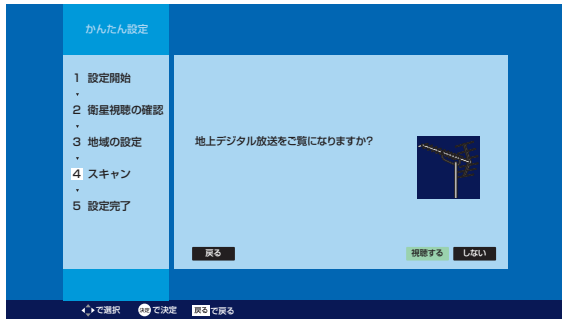 かんたん設定
1 設定開始
2 衛星視聴の確認
3 地域の設定
4 スキャン
5 設定完了
地上デジタル放送をご覧になりますか?
戻る
視聴する しない
で選択 決定 で決定 戻る で戻る